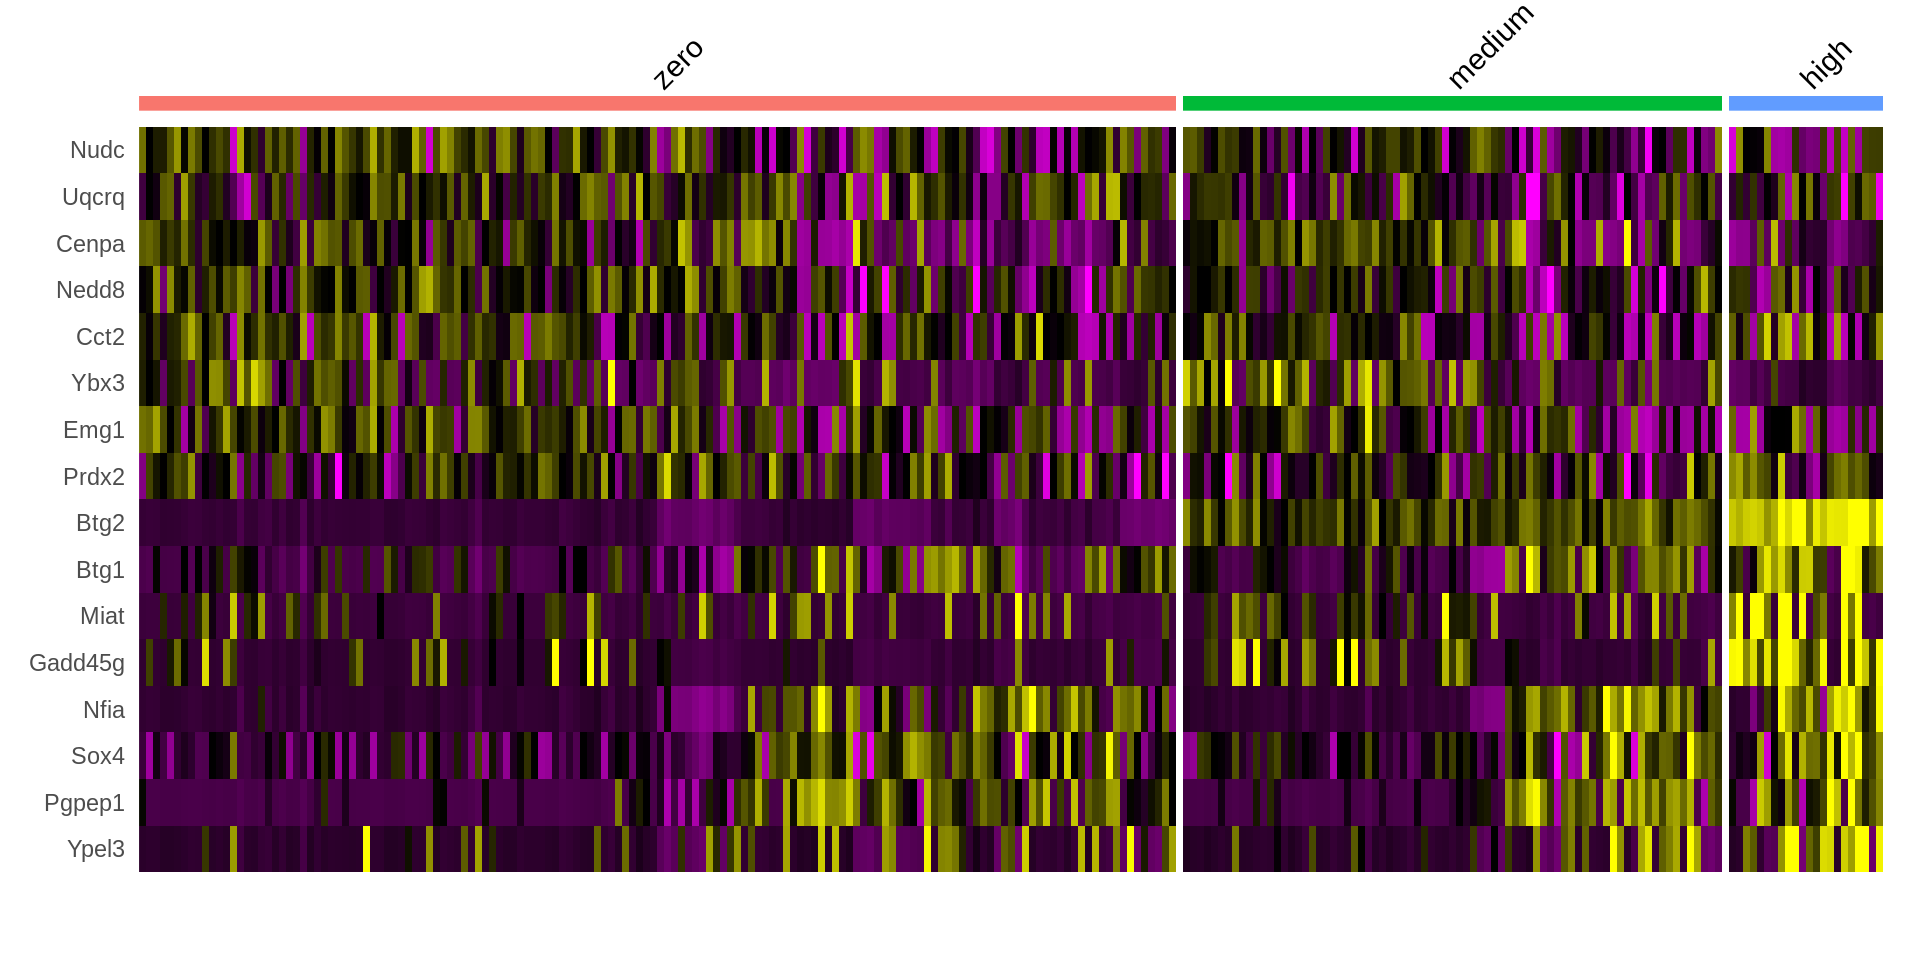 zero
medium
high
Nudc
Uqcrq
Cenpa
Nedd8
Cct2
Ybx3
Emg1
Prdx2
Btg2
Btg1
Miat
Gadd45g
Nfia
Sox4
Pgpep1
Ypel3